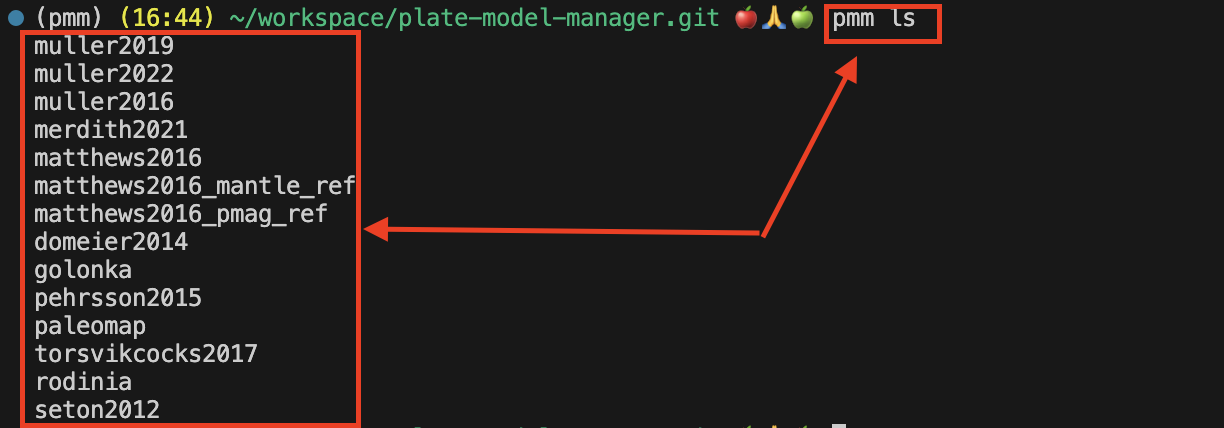 (pmm) (16:44) ~/workspace/plate-model-manager.git 🍎🙏🍏 pmm ls
muller2019
muller2022
muller2016
merdith2021
matthews2016
matthews2016_mantle_ref
matthews2016_pmag_ref
domeier2014
golonka
pehrsson2015
paleomap
torsvikcocks2017
rodinia
seton2012